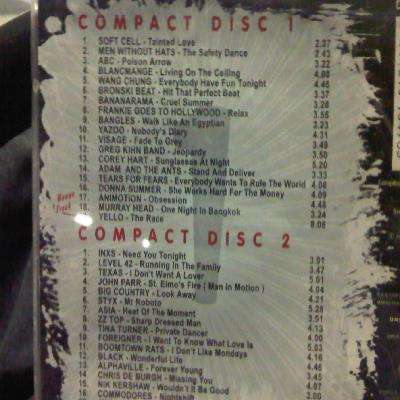 COMPACT DISC 1
1. SOFT CELL - Tainted Love 2.37
2. MEN WITHOUT HATS - The Safety Dance 2.43
3. ABC - Poison Arrow 3.22
4. BLANCMANGE - Living On The Ceiling 4.00
5. WANG CHUNG - Everybody Have Fun Tonight 4.46
6. BRONSKI BEAT - Hit That Perfect Beat 3.37
7. BANANARAMA - Cruel Summer 3.28
8. FRANKIE GOES TO HOLLYWOOD - Relax 3.55
9. BANGLES - Walk Like An Egyptian 3.23
10. YAZOO - Nobody's Diary 4.31
11. VISAGE - Fade To Grey 3.49
12. GREG KIHN BAND - Jeopardy 3.50
13. COREY HART - Sunglasses At Night 5.20
14. ADAM AND THE ANTS - Stand And Deliver 3.33
15. TEARS FOR FEARS - Everybody Wants To Rule The World 4.08
16. DONNA SUMMER - She Works Hard For The Money 4.09
17. ANIMOTION - Obsession 4.48
18. MURRAY HEAD - One Night In Bangkok 3.24
Bonus Track YELLO - The Race 8.08
COMPACT DISC 2
1. INXS - Need You Tonight 3.01
2. LEVEL 42 - Running In The Family 3.47
3. TEXAS - I Don't Want A Lover 5.01
4. JOHN PARR - St. Elmo's Fire ( Man In Motion ) 4.04
5. BIG COUNTRY - Look Away 4.21
6. STYX - Mr Roboto 5.28
7. ASIA - Heat Of The Moment 3.51
8. ZZ TOP - Sharp Dressed Man 4.13
9. TINA TURNER - Private Dancer 4.00
10. FOREIGNER - I Want To Know What Love Is 5.03
11. BOOMTOWN RATS - I Don't Like Mondays 4.16
12. BLACK - Wonderful Life 4.46
13. ALPHAVILLE - Forever Young 3.45
14. CHRIS DE BURGH - Missing You 4.07
15. NIK KERSHAW - Wouldn't It Be Good
16. COMMODORES - Nightshift